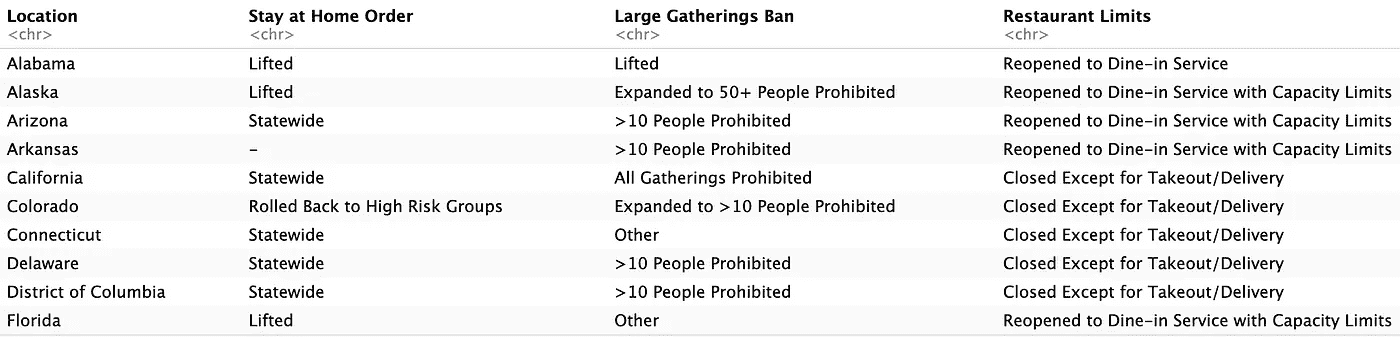 Location Stay at Home Order Large Gatherings Ban Restaurant Limits
<chr> <chr> <chr> <chr>
Alabama Lifted Lifted Reopened to Dine-in Service
Alaska Lifted Expanded to 50+ People Prohibited Reopened to Dine-in Service with Capacity Limits
Arizona Statewide >10 People Prohibited Reopened to Dine-in Service with Capacity Limits
Arkansas - >10 People Prohibited Reopened to Dine-in Service with Capacity Limits
California Statewide All Gatherings Prohibited Closed Except for Takeout/Delivery
Colorado Rolled Back to High Risk Groups Expanded to >10 People Prohibited Closed Except for Takeout/Delivery
Connecticut Statewide Other Closed Except for Takeout/Delivery
Delaware Statewide >10 People Prohibited Closed Except for Takeout/Delivery
District of Columbia Statewide >10 People Prohibited Closed Except for Takeout/Delivery
Florida Lifted Other Reopened to Dine-in Service with Capacity Limits